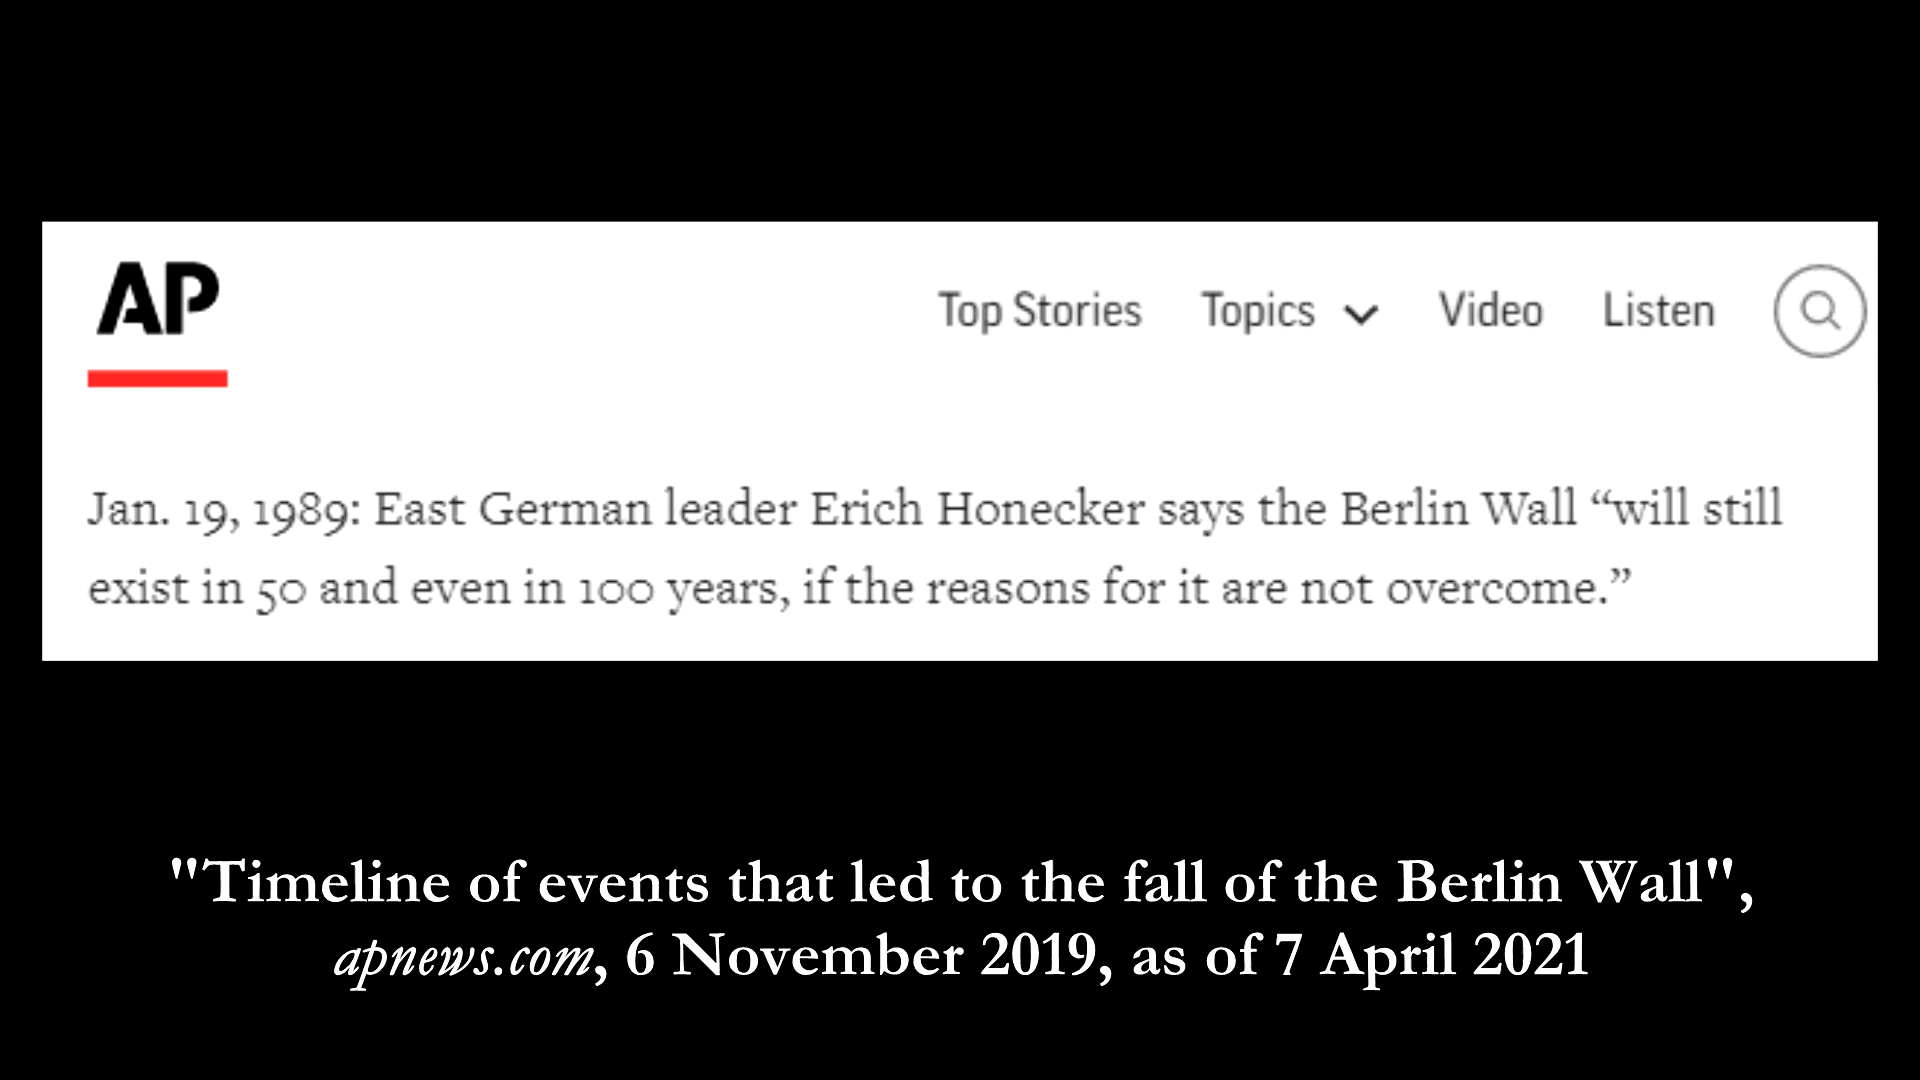 AP
Top Stories Topics Video Listen
Jan. 19, 1989: East German leader Erich Honecker says the Berlin Wall “will still
exist in 50 and even in 100 years, if the reasons for it are not overcome.”
"Timeline of events that led to the fall of the Berlin Wall",
apnews.com, 6 November 2019, as of 7 April 2021